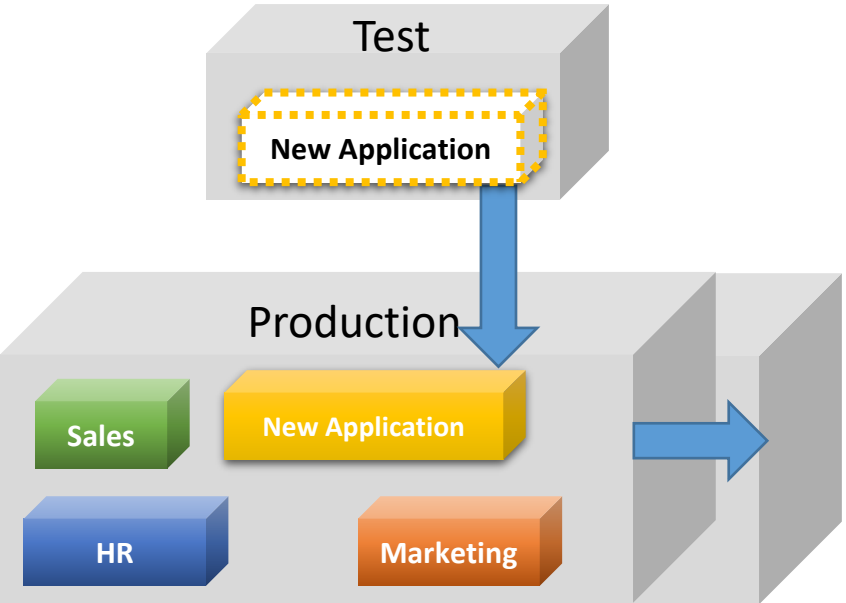 Test
New Application
Production
Sales
New Application
HR
Marketing